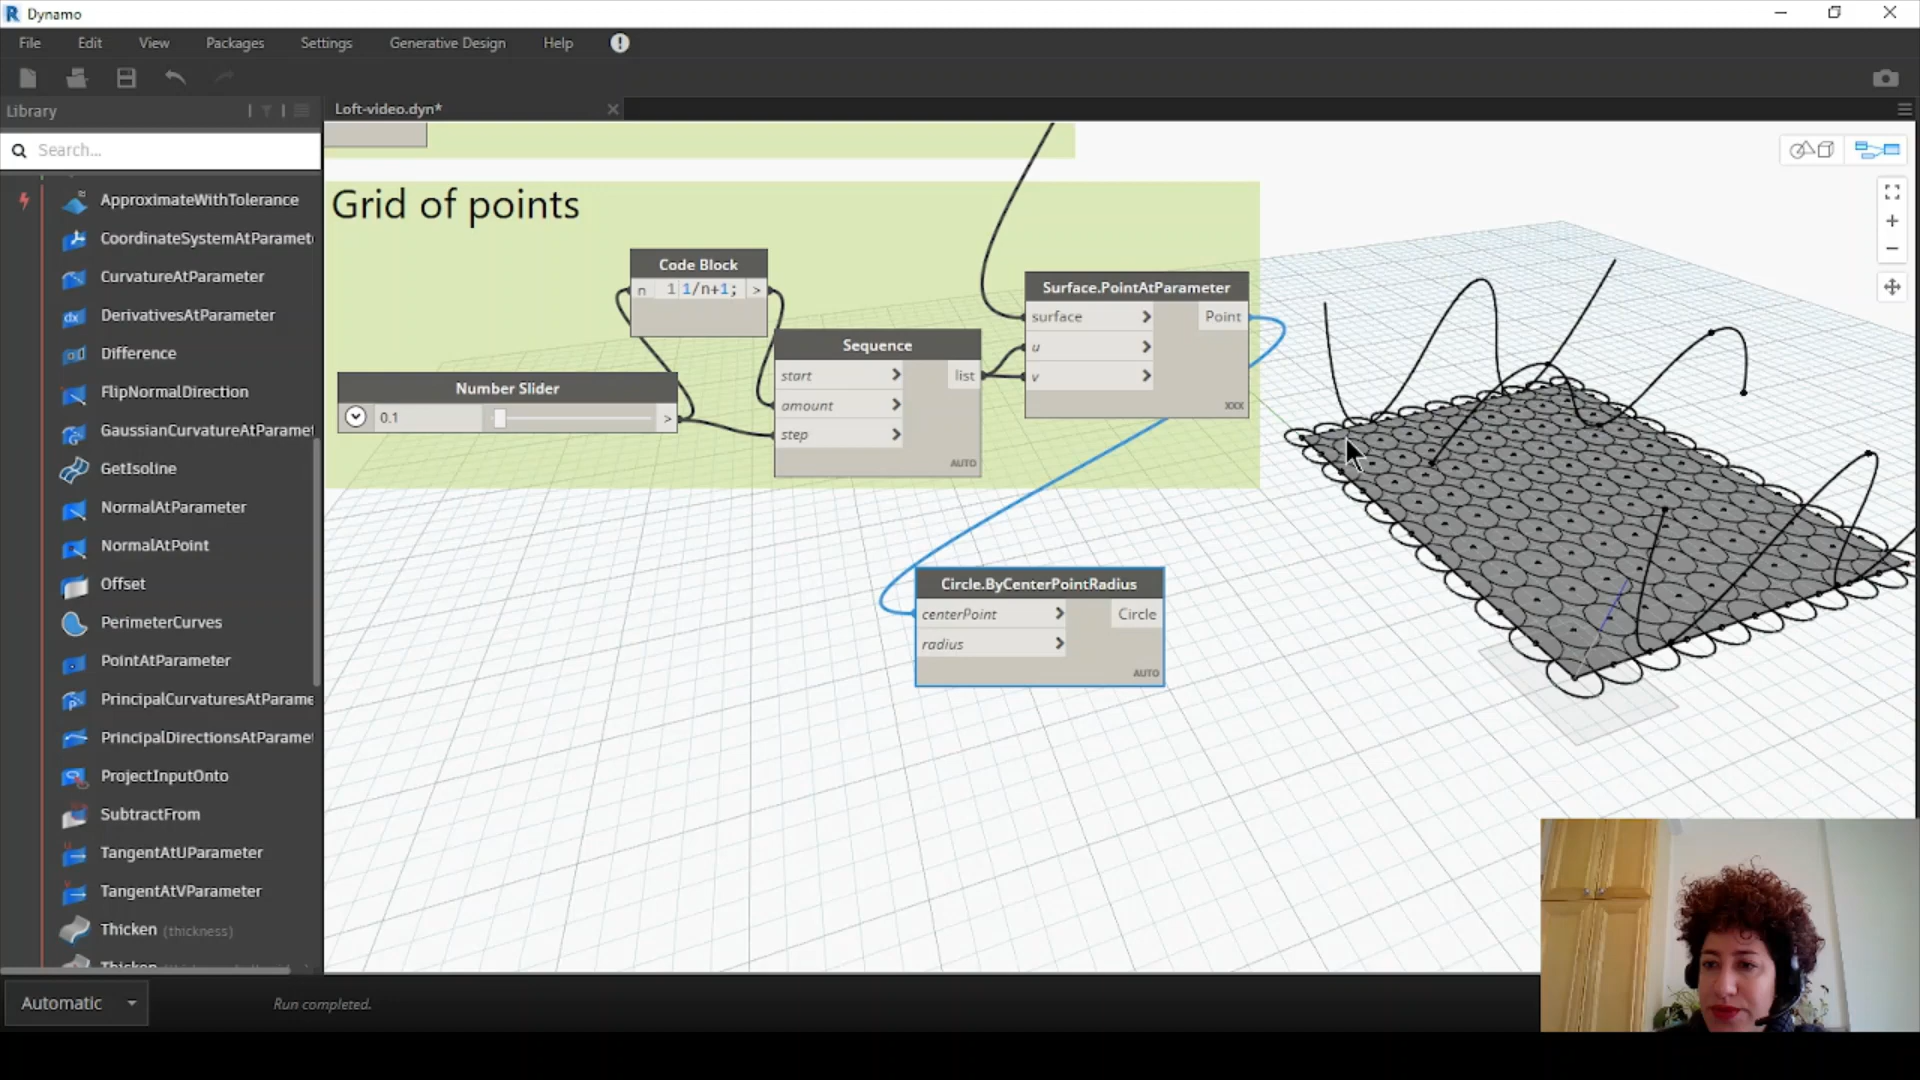 Dynamo
File Edit View Packages Settings Generative Design Help
Library
Loft-video.dyn*
Search...
ApproximateWithTolerance
CoordinateSystemAtParamet
CurvatureAtParameter
DerivativesAtParameter
Difference
FlipNormalDirection
GaussianCurvatureAtParamet
GetIsoline
NormalAtParameter
NormalAtPoint
Offset
PerimeterCurves
PointAtParameter
PrincipalCurvaturesAtParame
PrincipalDirectionsAtParamet
ProjectInputOnto
SubtractFrom
TangentAtUParameter
TangentAtVParameter
Thicken (thickness)
Grid of points
Code Block
n 1 1/n+1; >
Number Slider
0.1 >
Sequence
start > list
amount >
step >
AUTO
Surface.PointAtParameter
surface > Point
u >
v >
XXX
Circle.ByCenterPointRadius
centerPoint > Circle
radius >
AUTO
Automatic
Run completed.